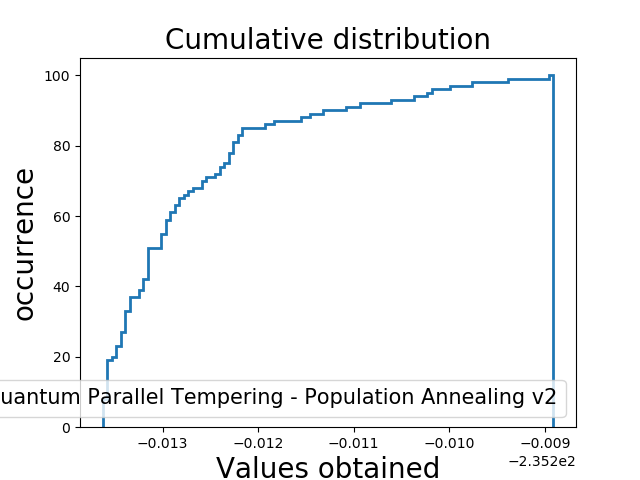 Cumulative distribution
occurrence
100
80
60
40
20
0
uantum Parallel Tempering - Population Annealing v2
−0.013 −0.012 −0.011 −0.010 −0.009
−2.352e2
Values obtained